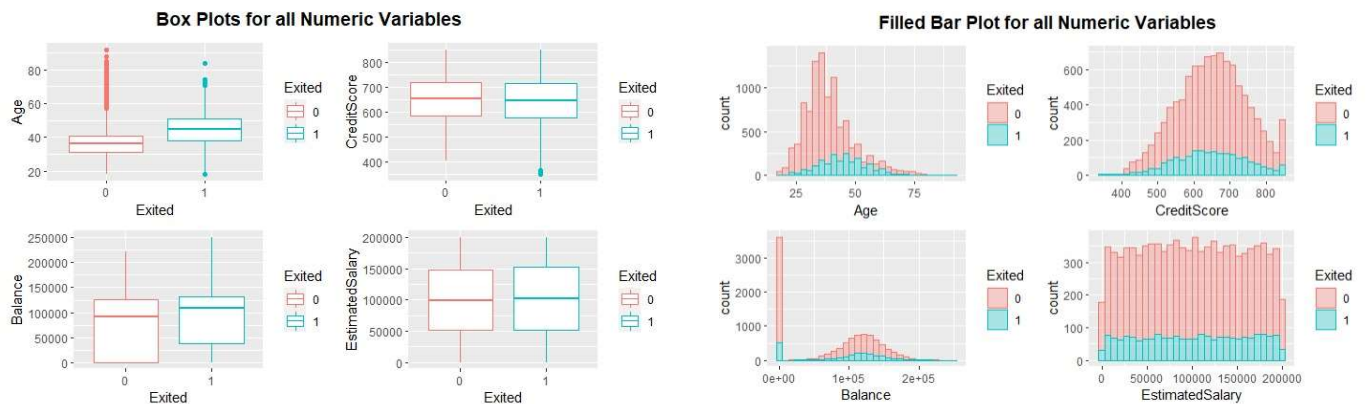 Box Plots for all Numeric Variables
80
60
40
20
Age
0
1
Exited
Exited
0
1
800
700
600
500
400
CreditScore
0
1
Exited
Exited
0
1
250000
200000
150000
100000
50000
0
Balance
0
1
Exited
Exited
0
1
200000
150000
100000
50000
0
EstimatedSalary
0
1
Exited
Exited
0
1
Filled Bar Plot for all Numeric Variables
1000
500
0
count
25
50
75
Age
Exited
0
1
600
400
200
0
count
400
500
600
700
800
CreditScore
Exited
0
1
3000
2000
1000
0
count
0e+00
1e+05
2e+05
Balance
Exited
0
1
300
200
100
0
count
0
50000
100000
150000
200000
EstimatedSalary
Exited
0
1